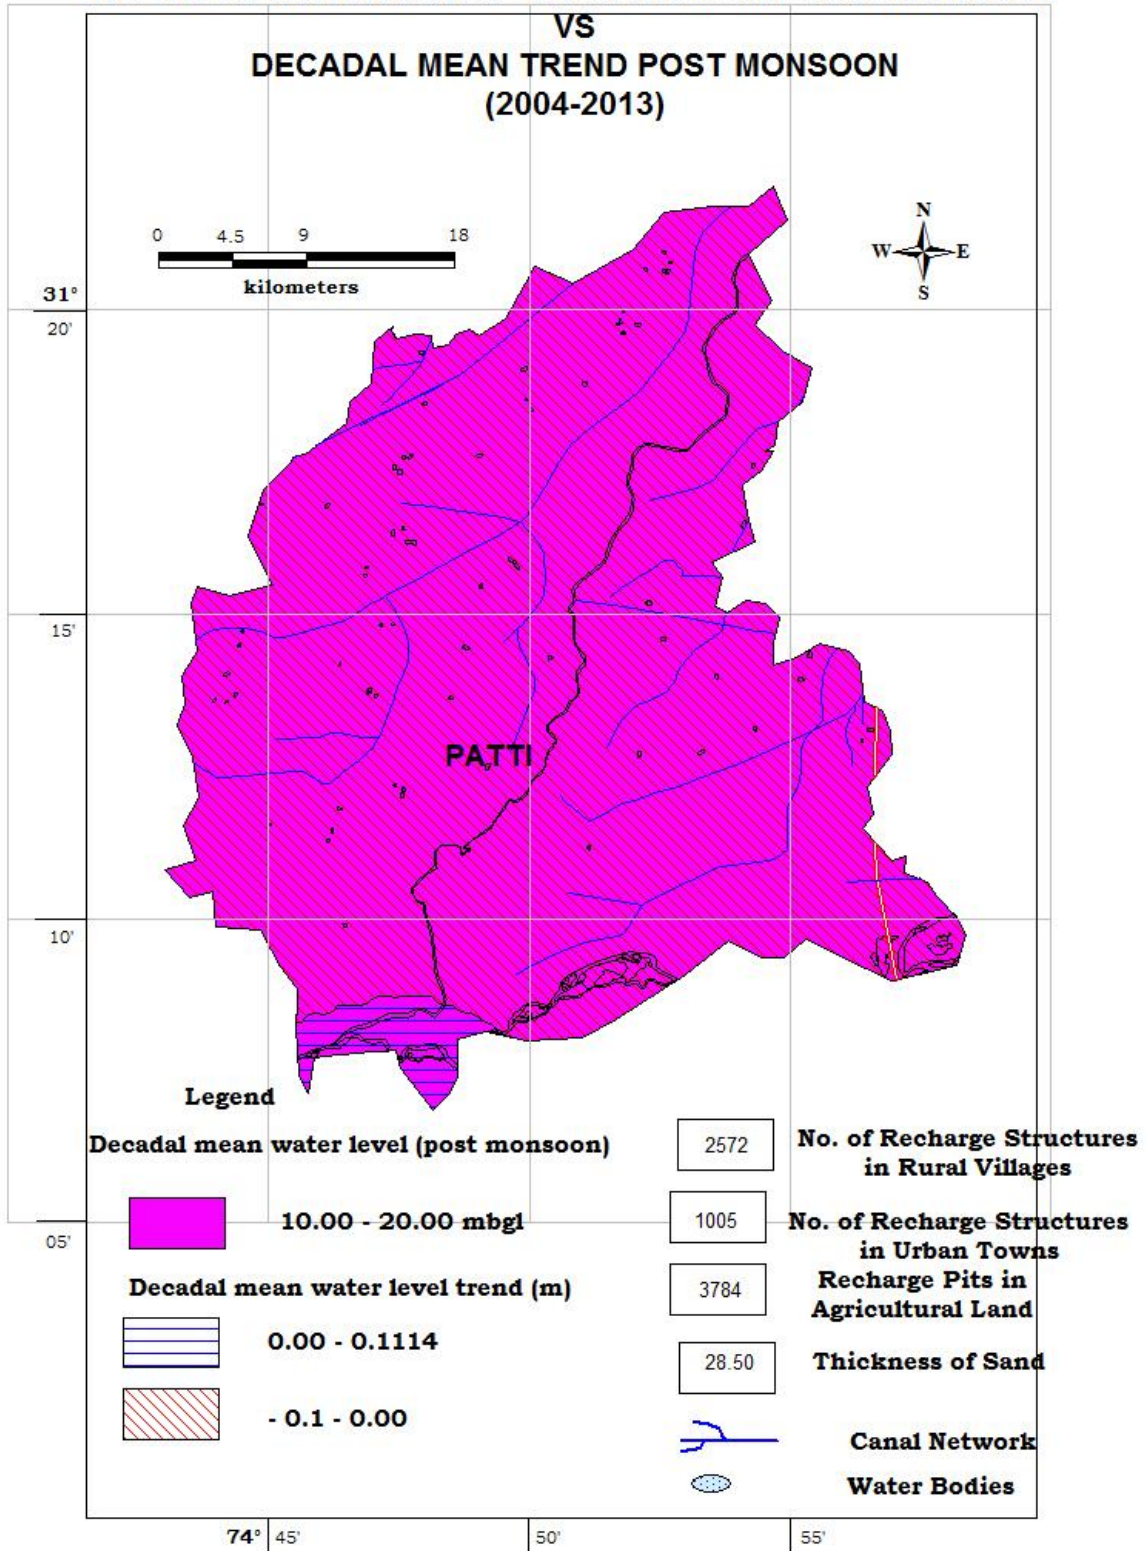 VS
DECADAL MEAN TREND POST MONSOON
(2004-2013)
N
W E
S
0 4.5 9 18
kilometers
31°
20'
15'
PATTI
10'
Legend
Decadal mean water level (post monsoon)
10.00 - 20.00 mbgl
05'
Decadal mean water level trend (m)
0.00 - 0.1114
- 0.1 - 0.00
2572 No. of Recharge Structures
in Rural Villages
1005 No. of Recharge Structures
in Urban Towns
3784 Recharge Pits in
Agricultural Land
28.50 Thickness of Sand
Canal Network
Water Bodies
74° 45' 50' 55'